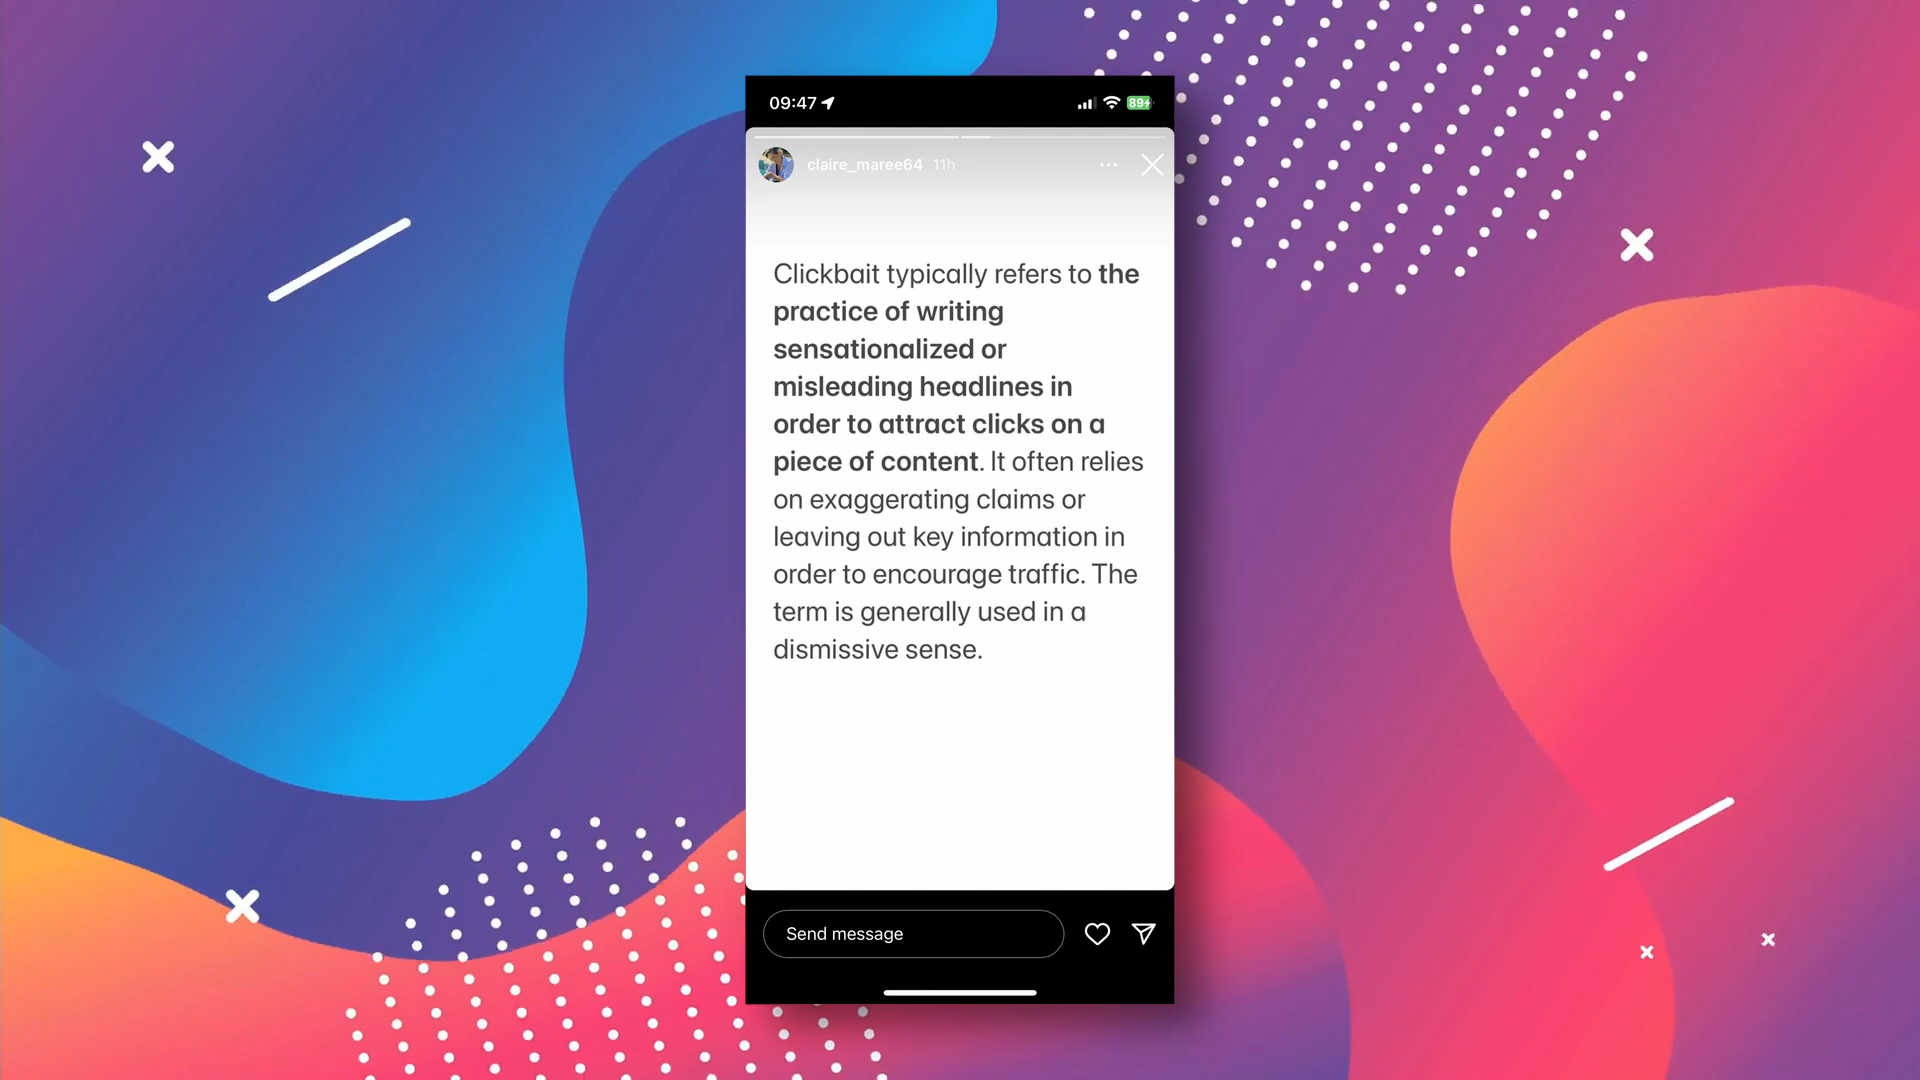 09:47
89
claire_maree64 11h
Clickbait typically refers to the
practice of writing
sensationalized or
misleading headlines in
order to attract clicks on a
piece of content. It often relies
on exaggerating claims or
leaving out key information in
order to encourage traffic. The
term is generally used in a
dismissive sense.
Send message